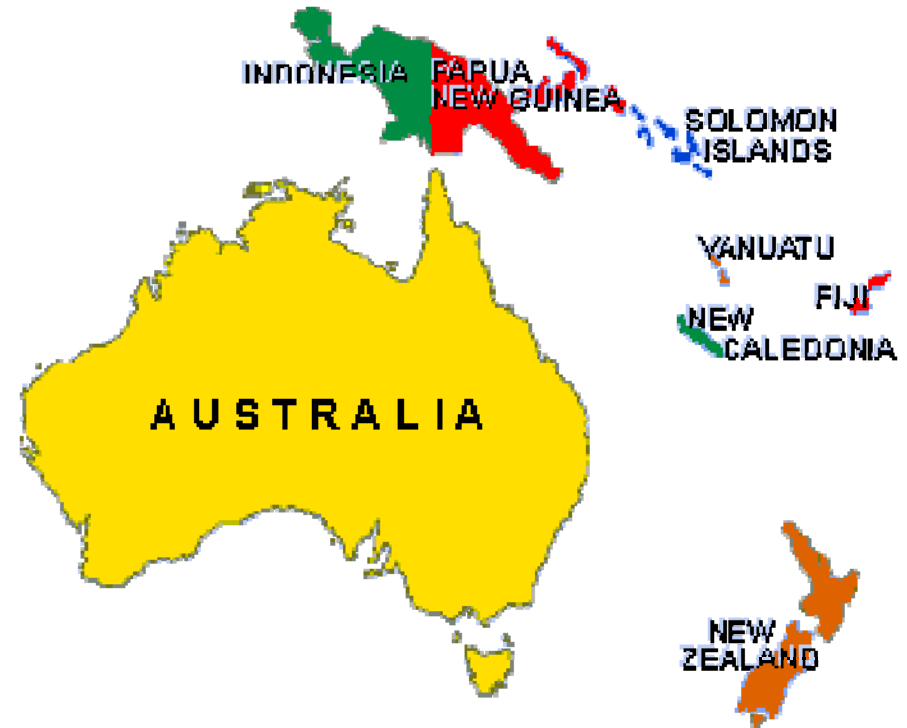 INDONESIA
PAPUA
NEW GUINEA
SOLOMON
ISLANDS
VANUATU
FIJI
NEW
CALEDONIA
AUSTRALIA
NEW
ZEALAND